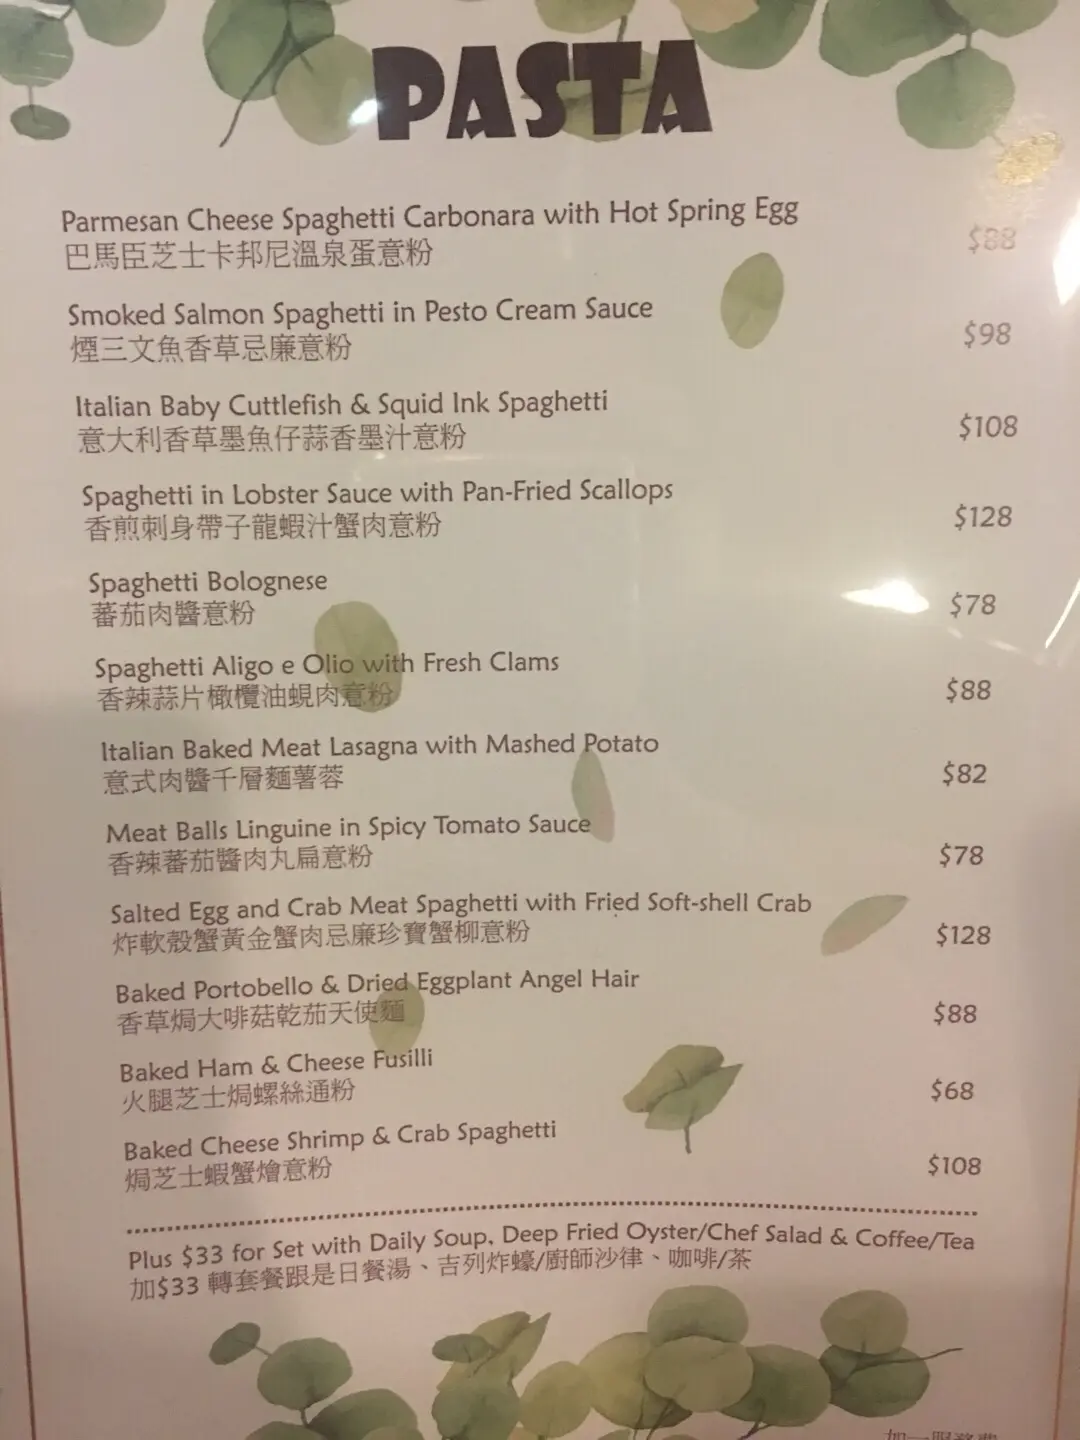 PASTA
Parmesan Cheese Spaghetti Carbonara with Hot Spring Egg
巴馬臣芝士卡邦尼溫泉蛋意粉
$88
Smoked Salmon Spaghetti in Pesto Cream Sauce
煙三文魚香草忌廉意粉
$98
Italian Baby Cuttlefish & Squid Ink Spaghetti
意大利香草墨魚仔蒜香墨汁意粉
$108
Spaghetti in Lobster Sauce with Pan-Fried Scallops
香煎刺身帶子龍蝦汁蟹肉意粉
$128
Spaghetti Bolognese
蕃茄肉醬意粉
$78
Spaghetti Aligo e Olio with Fresh Clams
香辣蒜片橄欖油蜆肉意粉
$88
Italian Baked Meat Lasagna with Mashed Potato
意式肉醬千層麵薯蓉
$82
Meat Balls Linguine in Spicy Tomato Sauce
香辣蕃茄醬肉丸扁意粉
$78
Salted Egg and Crab Meat Spaghetti with Fried Soft-shell Crab
炸軟殼蟹黃金蟹肉忌廉珍寶蟹柳意粉
$128
Baked Portobello & Dried Eggplant Angel Hair
香草焗大啡菇乾茄天使麵
$88
Baked Ham & Cheese Fusilli
火腿芝士焗螺絲通粉
$68
Baked Cheese Shrimp & Crab Spaghetti
焗芝士蝦蟹燴意粉
$108
Plus $33 for Set with Daily Soup, Deep Fried Oyster/Chef Salad & Coffee/Tea
加$33 轉套餐跟是日餐湯、吉列炸蠔/廚師沙律、咖啡/茶